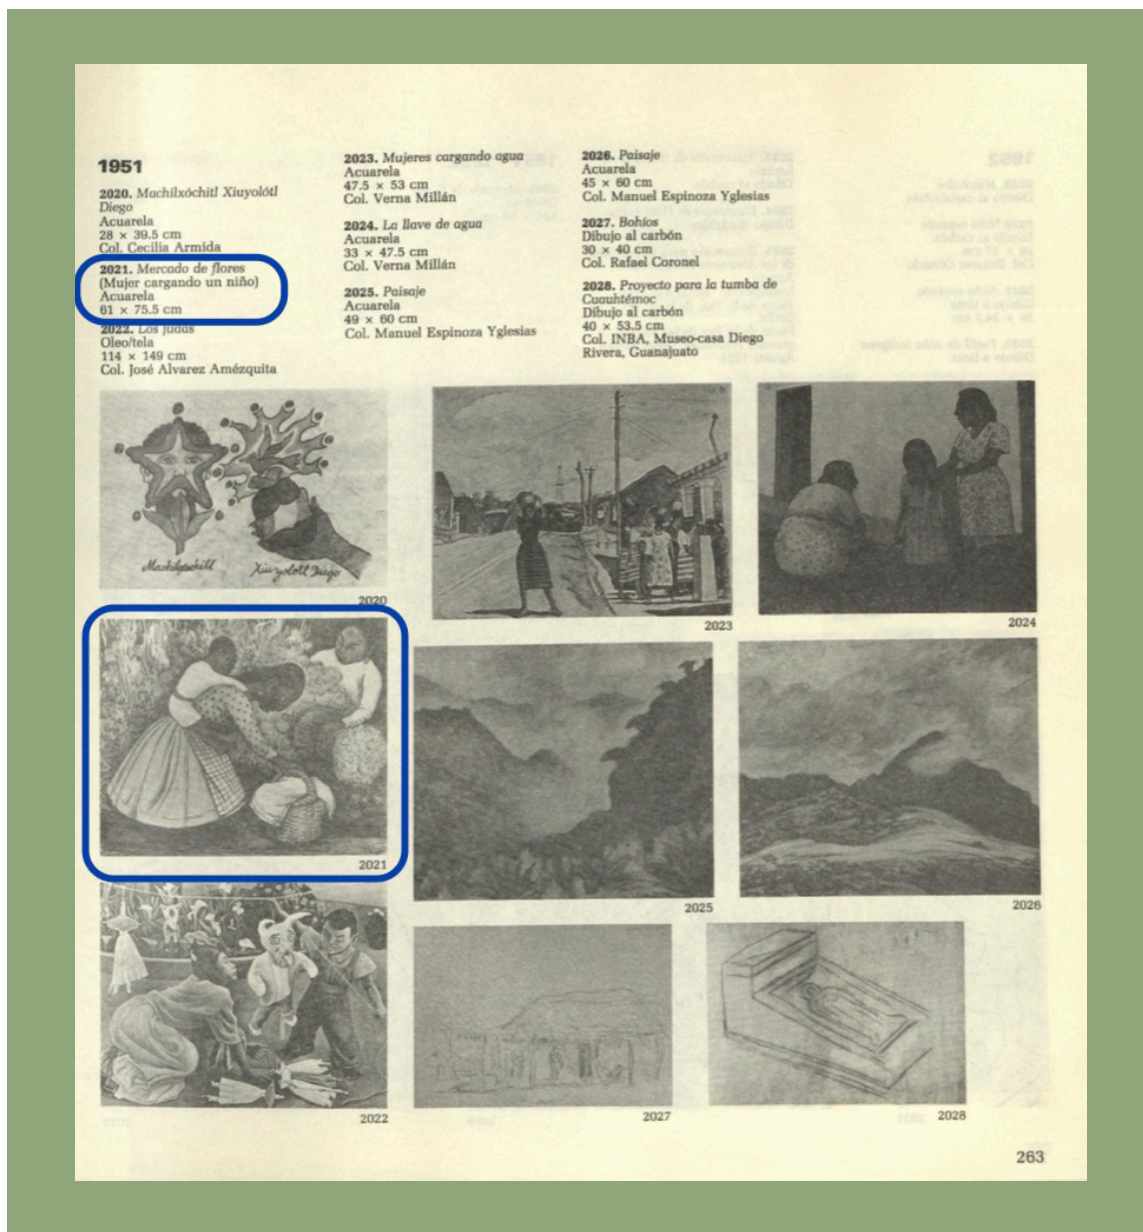 1951
2020. Machilxóchitl Xiuyolótl
Diego
Acuarela
28 × 39.5 cm
Col. Cecilia Armida
2021. Mercado de flores
(Mujer cargando un niño)
Acuarela
61 × 75.5 cm
2022. Los judas
Oleo/tela
114 × 149 cm
Col. José Alvarez Amézquita
2023. Mujeres cargando agua
Acuarela
47.5 × 53 cm
Col. Verna Millán
2024. La llave de agua
Acuarela
33 × 47.5 cm
Col. Verna Millán
2025. Paisaje
Acuarela
49 × 60 cm
Col. Manuel Espinoza Yglesias
2026. Paisaje
Acuarela
45 × 60 cm
Col. Manuel Espinoza Yglesias
2027. Bohíos
Dibujo al carbón
30 × 40 cm
Col. Rafael Coronel
2028. Proyecto para la tumba de
Cuauhtémoc
Dibujo al carbón
40 × 53.5 cm
Col. INBA, Museo-casa Diego
Rivera, Guanajuato
Xiuyolotl Diego
2020
2023
2024
2021
2025
2026
2022
2027
2028
263